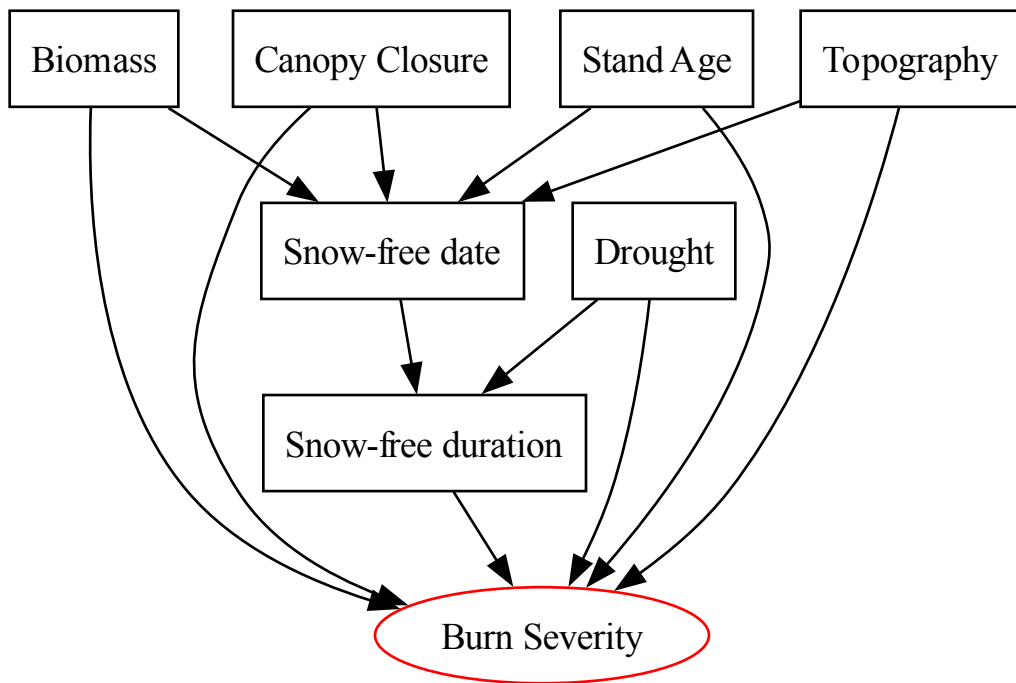 Biomass
Canopy Closure
Stand Age
Topography
Snow-free date
Drought
Snow-free duration
Burn Severity